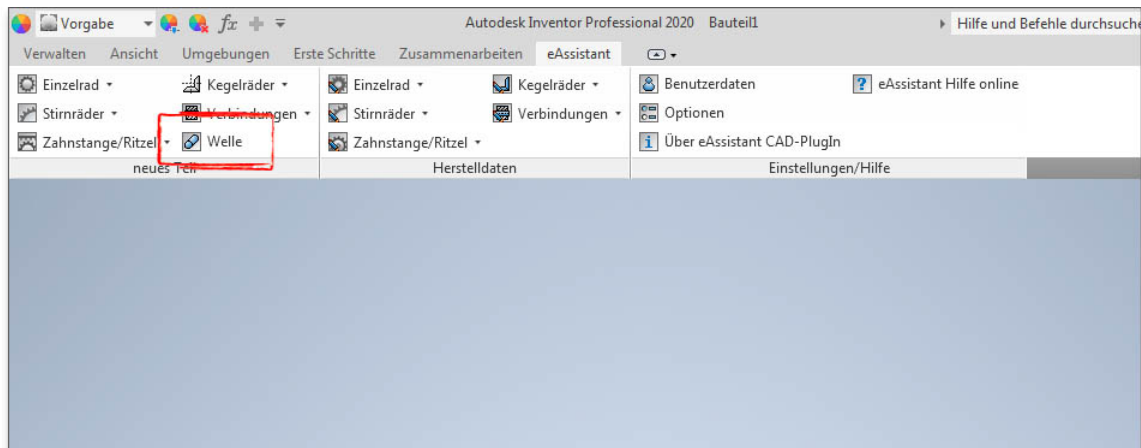 Vorgabe fx Autodesk Inventor Professional 2020 Bauteil1 Hilfe und Befehle durchsuche
Verwalten Ansicht Umgebungen Erste Schritte Zusammenarbeiten eAssistant
Einzelrad Kegelräder Einzelrad Kegelräder Benutzerdaten ? eAssistant Hilfe online
Stirnräder Verbindungen Stirnräder Verbindungen Optionen
Zahnstange/Ritzel Welle Zahnstange/Ritzel i Über eAssistant CAD-PlugIn
neues Teil Herstelldaten Einstellungen/Hilfe